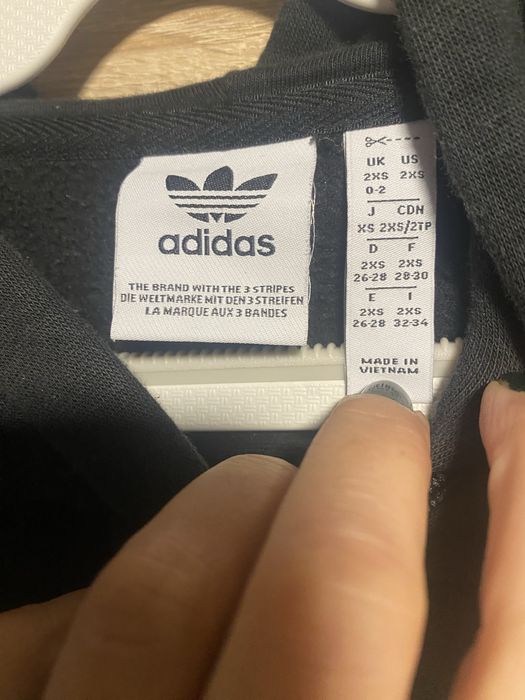 adidas
THE BRAND WITH THE 3 STRIPES
DIE WELTMARKE MIT DEN 3 STREIFEN
LA MARQUE AUX 3 BANDES
UK US
2XS 2XS
0-2
J CDN
XS 2XS/2TP
D F
2XS 2XS
26-28 28-30
E I
2XS 2XS
26-28 32-34
MADE IN
VIETNAM